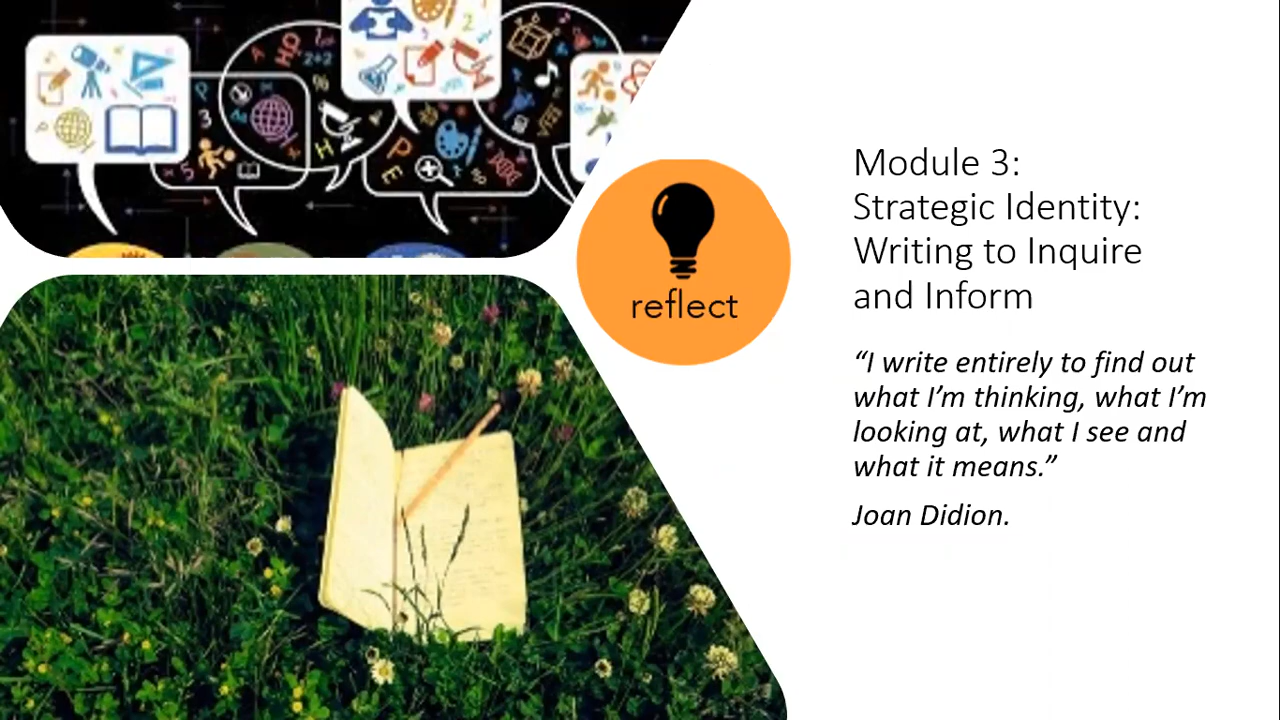 reflect
Module 3:
Strategic Identity:
Writing to Inquire
and Inform
“I write entirely to find out
what I’m thinking, what I’m
looking at, what I see and
what it means.”
Joan Didion.